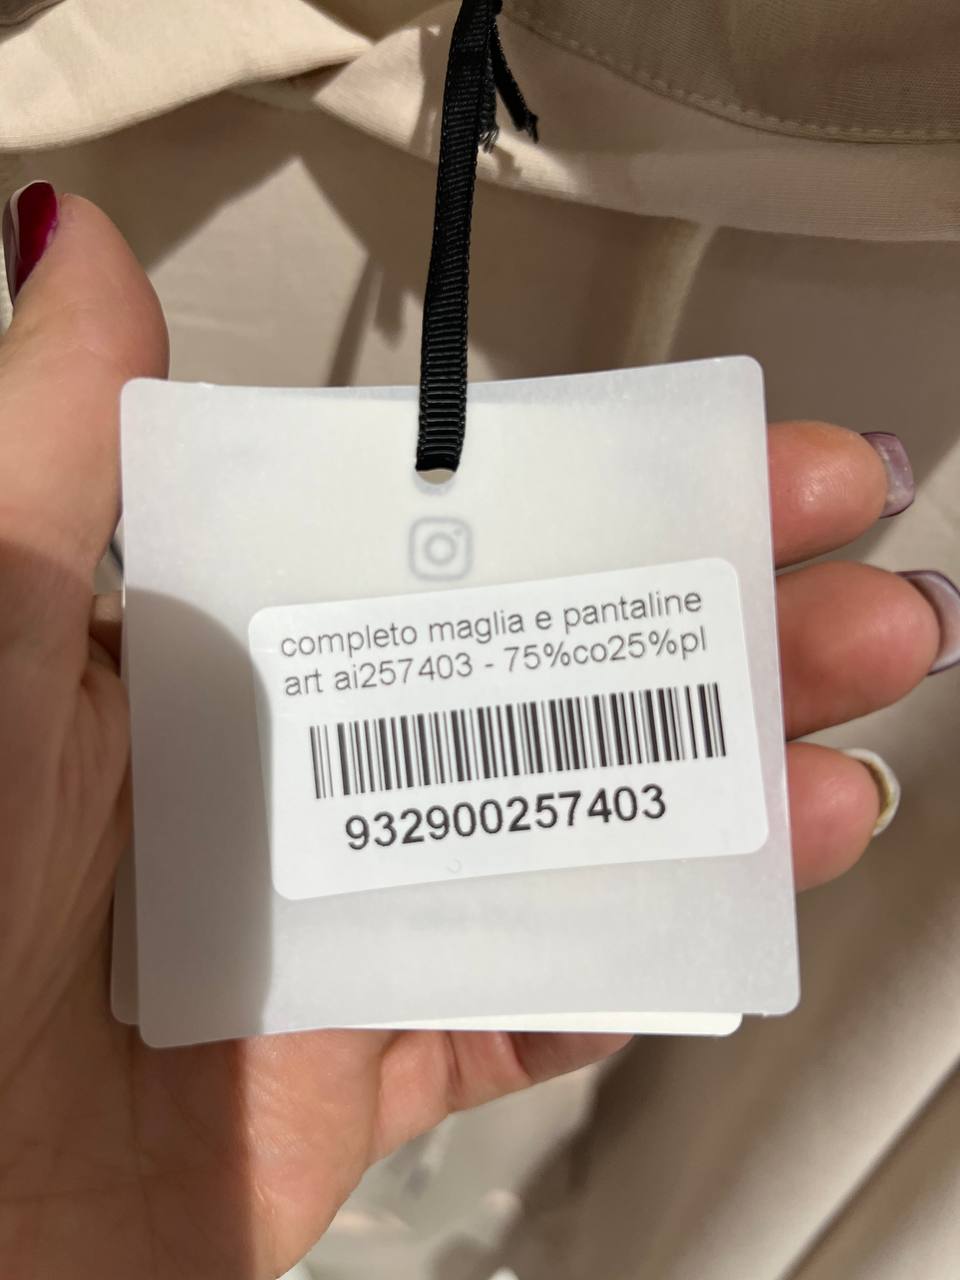 completo maglia e pantaline
art ai257403 - 75%co25%pl
932900257403